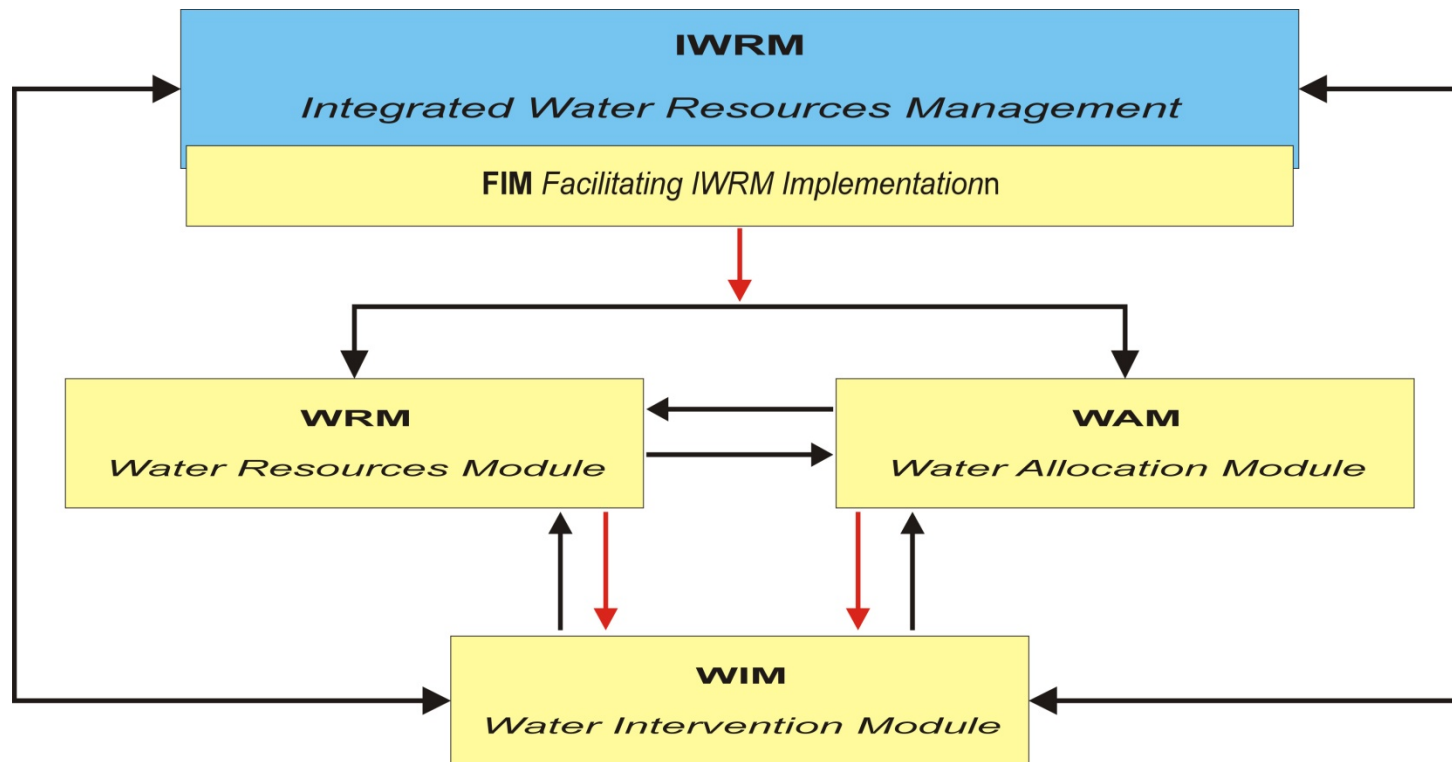 IWRM
Integrated Water Resources Management
FIM Facilitating IWRM Implementationn
WRM
Water Resources Module
WAM
Water Allocation Module
WIM
Water Intervention Module